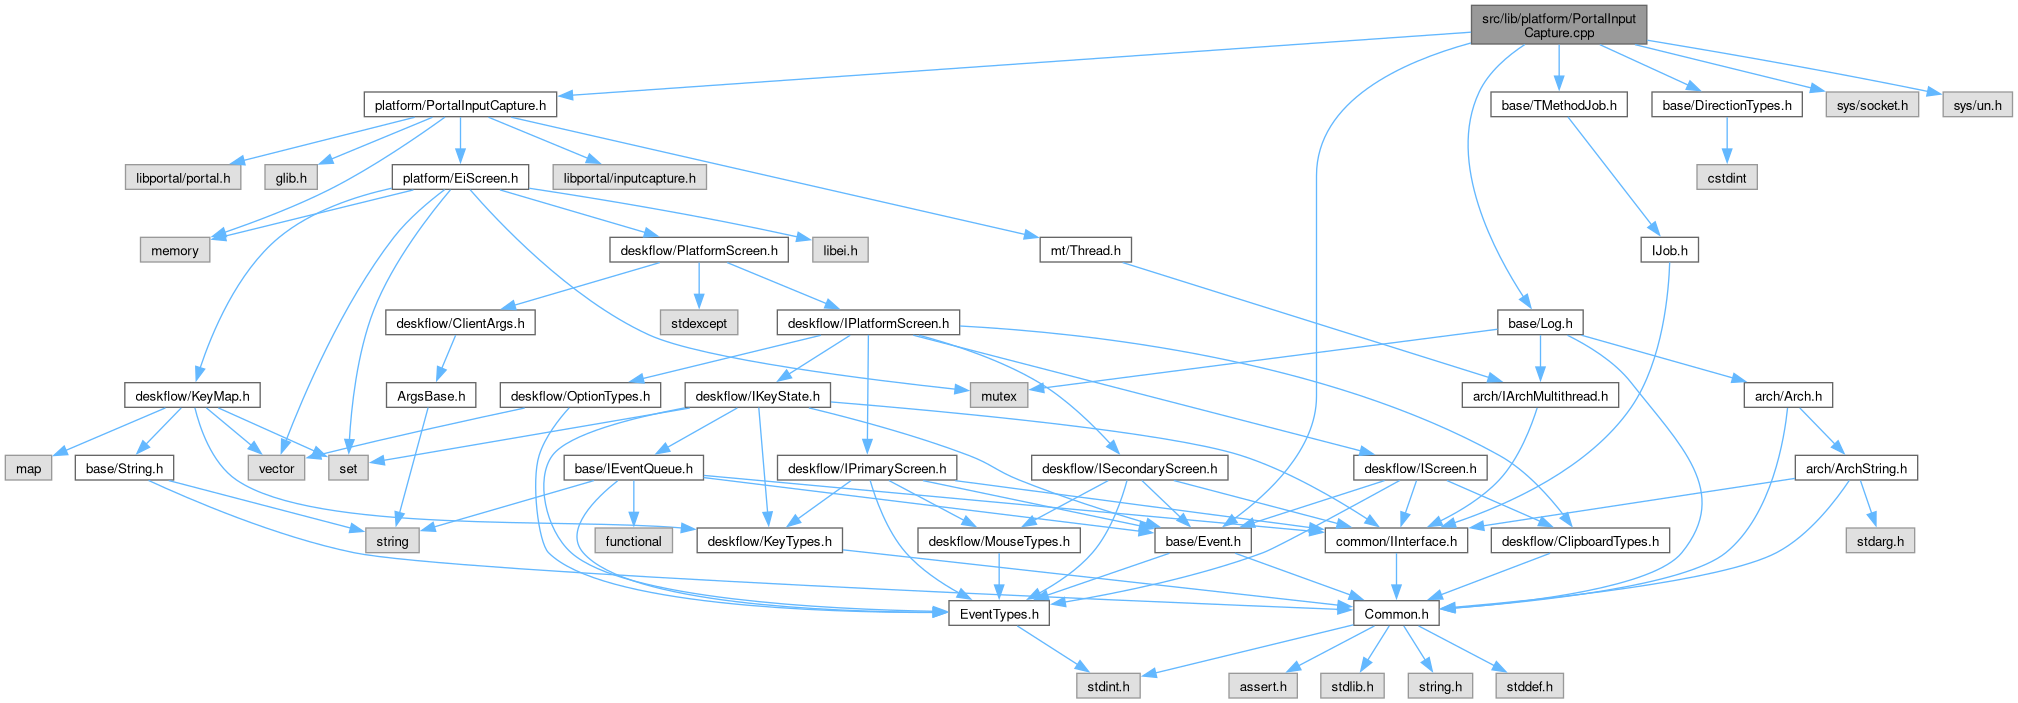 src/lib/platform/PortalInput
Capture.cpp
platform/PortalInputCapture.h
base/TMethodJob.h
base/DirectionTypes.h
sys/socket.h
sys/un.h
libportal/portal.h
glib.h
platform/EiScreen.h
libportal/inputcapture.h
cstdint
memory
deskflow/PlatformScreen.h
libei.h
mt/Thread.h
IJob.h
deskflow/ClientArgs.h
stdexcept
deskflow/IPlatformScreen.h
base/Log.h
deskflow/KeyMap.h
ArgsBase.h
deskflow/OptionTypes.h
deskflow/IKeyState.h
mutex
arch/IArchMultithread.h
arch/Arch.h
map
base/String.h
vector
set
base/IEventQueue.h
deskflow/IPrimaryScreen.h
deskflow/ISecondaryScreen.h
deskflow/IScreen.h
arch/ArchString.h
string
functional
deskflow/KeyTypes.h
deskflow/MouseTypes.h
base/Event.h
common/IInterface.h
deskflow/ClipboardTypes.h
stdarg.h
EventTypes.h
Common.h
stdint.h
assert.h
stdlib.h
string.h
stddef.h